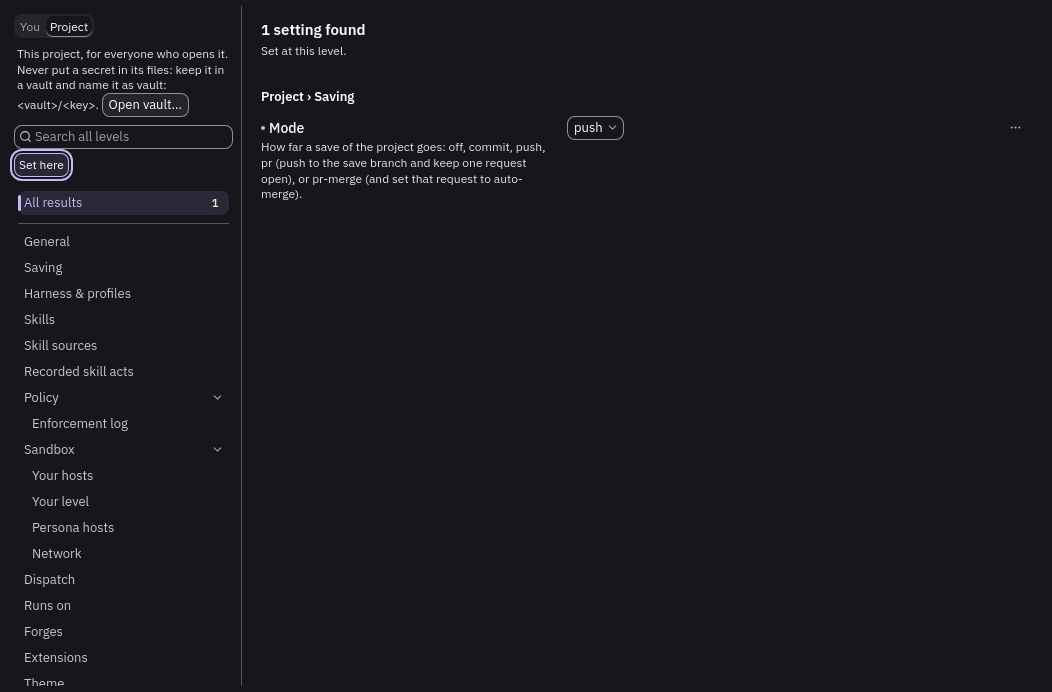 You Project
This project, for everyone who opens it.
Never put a secret in its files: keep it in
a vault and name it as vault:
<vault>/<key>. Open vault...
Search all levels
Set here
All results 1
General
Saving
Harness & profiles
Skills
Skill sources
Recorded skill acts
Policy
Enforcement log
Sandbox
Your hosts
Your level
Persona hosts
Network
Dispatch
Runs on
Forges
Extensions
Theme
1 setting found
Set at this level.
Project › Saving
• Mode
push
...
How far a save of the project goes: off, commit, push,
pr (push to the save branch and keep one request
open), or pr-merge (and set that request to auto-
merge).